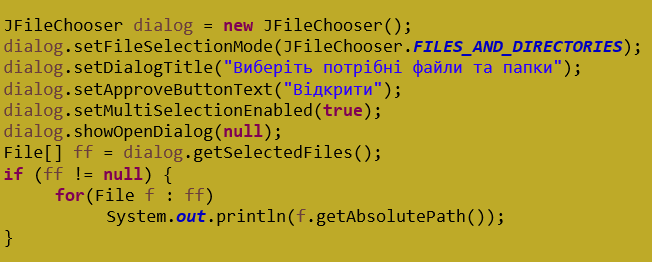 JFileChooser dialog = new JFileChooser();
dialog.setFileSelectionMode(JFileChooser.FILES_AND_DIRECTORIES);
dialog.setDialogTitle("Виберіть потрібні файли та папки");
dialog.setApproveButtonText("Відкрити");
dialog.setMultiSelectionEnabled(true);
dialog.showOpenDialog(null);
File[] ff = dialog.getSelectedFiles();
if (ff != null) {
    for(File f : ff)
        System.out.println(f.getAbsolutePath());
}